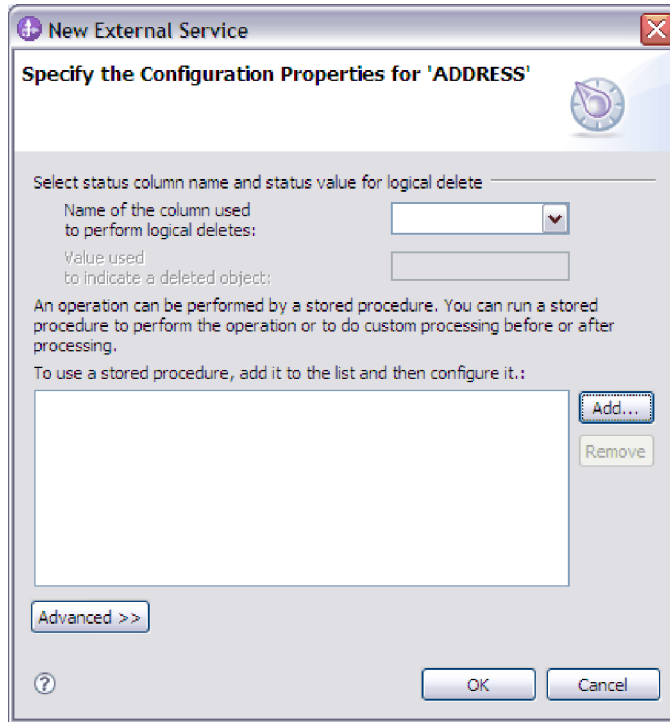 New External Service
Specify the Configuration Properties for 'ADDRESS'
Select status column name and status value for logical delete
Name of the column used
to perform logical deletes:
Value used
to indicate a deleted object:
An operation can be performed by a stored procedure. You can run a stored
procedure to perform the operation or to do custom processing before or after
processing.
To use a stored procedure, add it to the list and then configure it.:
Add...
Remove
Advanced >>
?
OK
Cancel